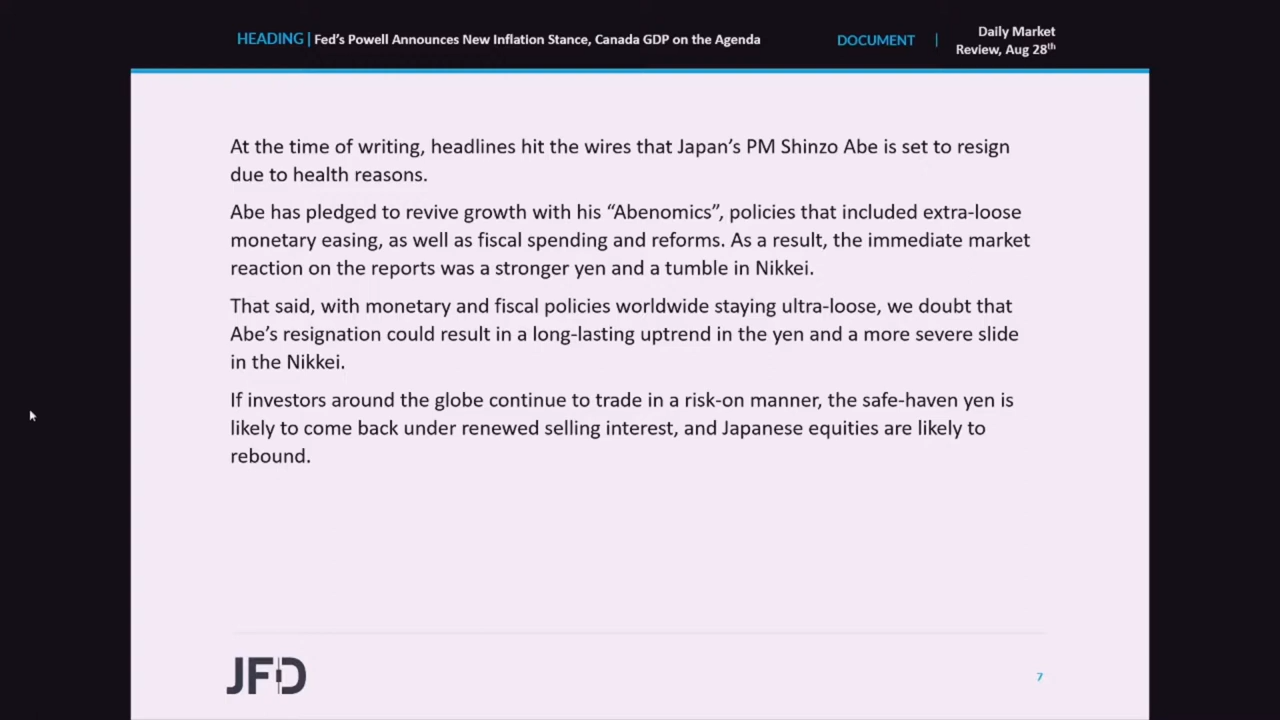 HEADING | Fed's Powell Announces New Inflation Stance, Canada GDP on the Agenda
DOCUMENT |
Daily Market
Review, Aug 28th
At the time of writing, headlines hit the wires that Japan's PM Shinzo Abe is set to resign
due to health reasons.
Abe has pledged to revive growth with his “Abenomics”, policies that included extra-loose
monetary easing, as well as fiscal spending and reforms. As a result, the immediate market
reaction on the reports was a stronger yen and a tumble in Nikkei.
That said, with monetary and fiscal policies worldwide staying ultra-loose, we doubt that
Abe's resignation could result in a long-lasting uptrend in the yen and a more severe slide
in the Nikkei.
If investors around the globe continue to trade in a risk-on manner, the safe-haven yen is
likely to come back under renewed selling interest, and Japanese equities are likely to
rebound.
JFD
7